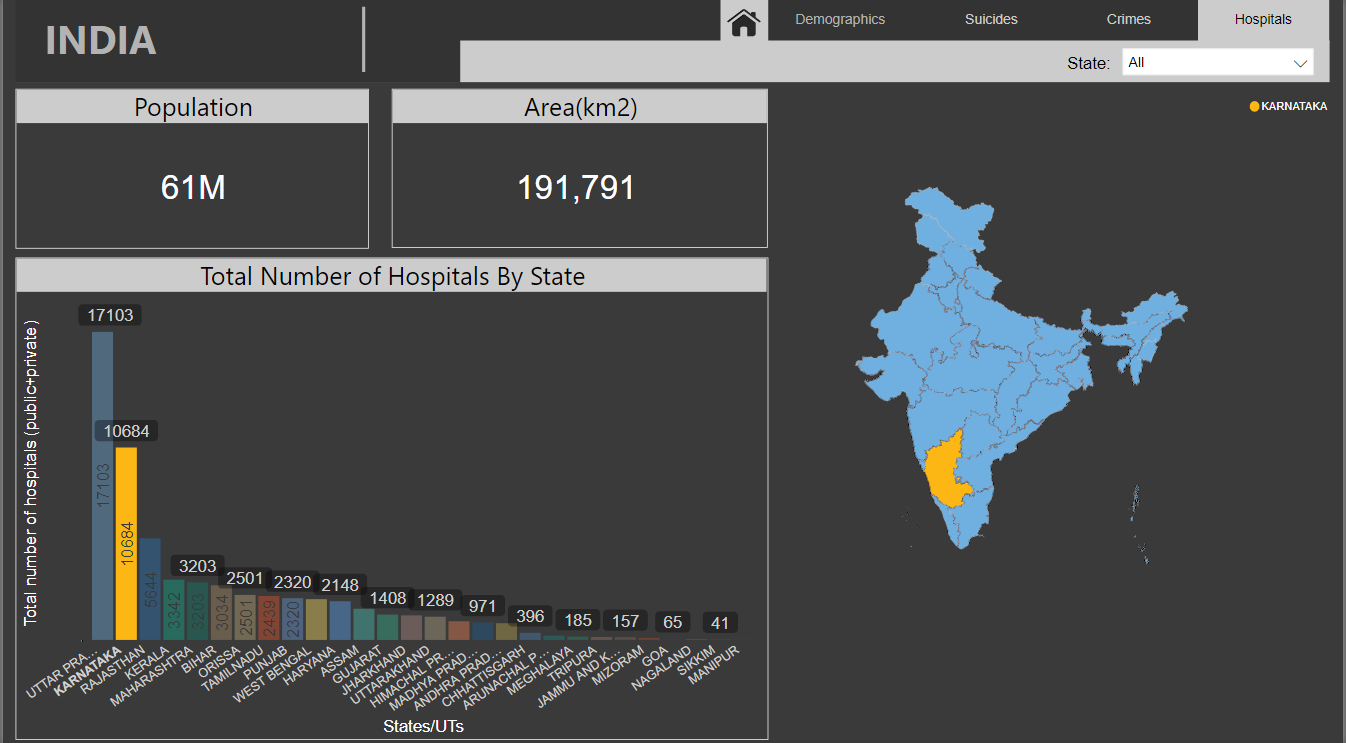 INDIA
Demographics
Suicides
Crimes
Hospitals
State:
All
Population
Area(km2)
KARNATAKA
61M
191,791
Total Number of Hospitals By State
Total number of hospitals (public+private)
17103
10684
3203
2501
2320
2148
1408
1289
971
396
185
157
65
41
17103
10684
5644
3342
3203
3034
2501
2439
2320
UTTAR PRA...
KARNATAKA
RAJASTHAN
KERALA
MAHARASHTRA
BIHAR
ORISSA
TAMILNADU
PUNJAB
WEST BENGAL
HARYANA
ASSAM
GUJARAT
JHARKHAND
UTTARAKHAND
HIMACHAL PR...
MADHYA PRAD...
ANDHRA PRAD...
CHHATTISGARH
ARUNACHAL P...
MEGHALAYA
TRIPURA
JAMMU AND K...
MIZORAM
GOA
NAGALAND
SIKKIM
MANIPUR
States/UTs